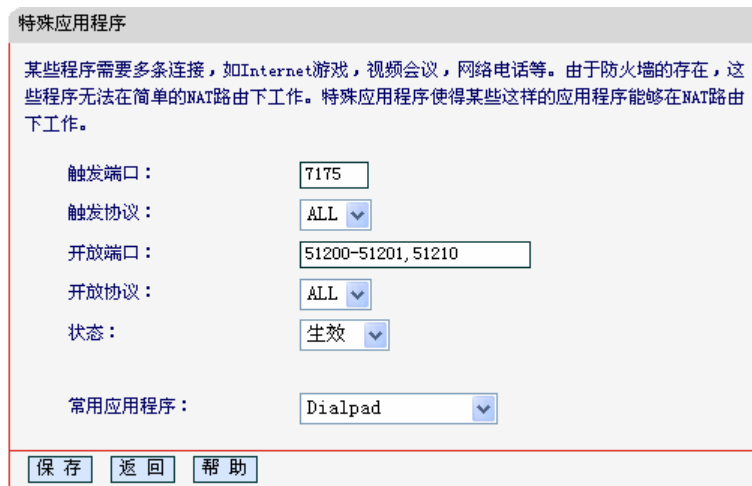 特殊应用程序
某些程序需要多条连接，如Internet游戏，视频会议，网络电话等。由于防火墙的存在，这
些程序无法在简单的NAT路由下工作。特殊应用程序使得某些这样的应用程序能够在NAT路由
下工作。
触发端口： 7175
触发协议： ALL
开放端口： 51200-51201,51210
开放协议： ALL
状态： 生效
常用应用程序： Dialpad
保 存 返 回 帮 助